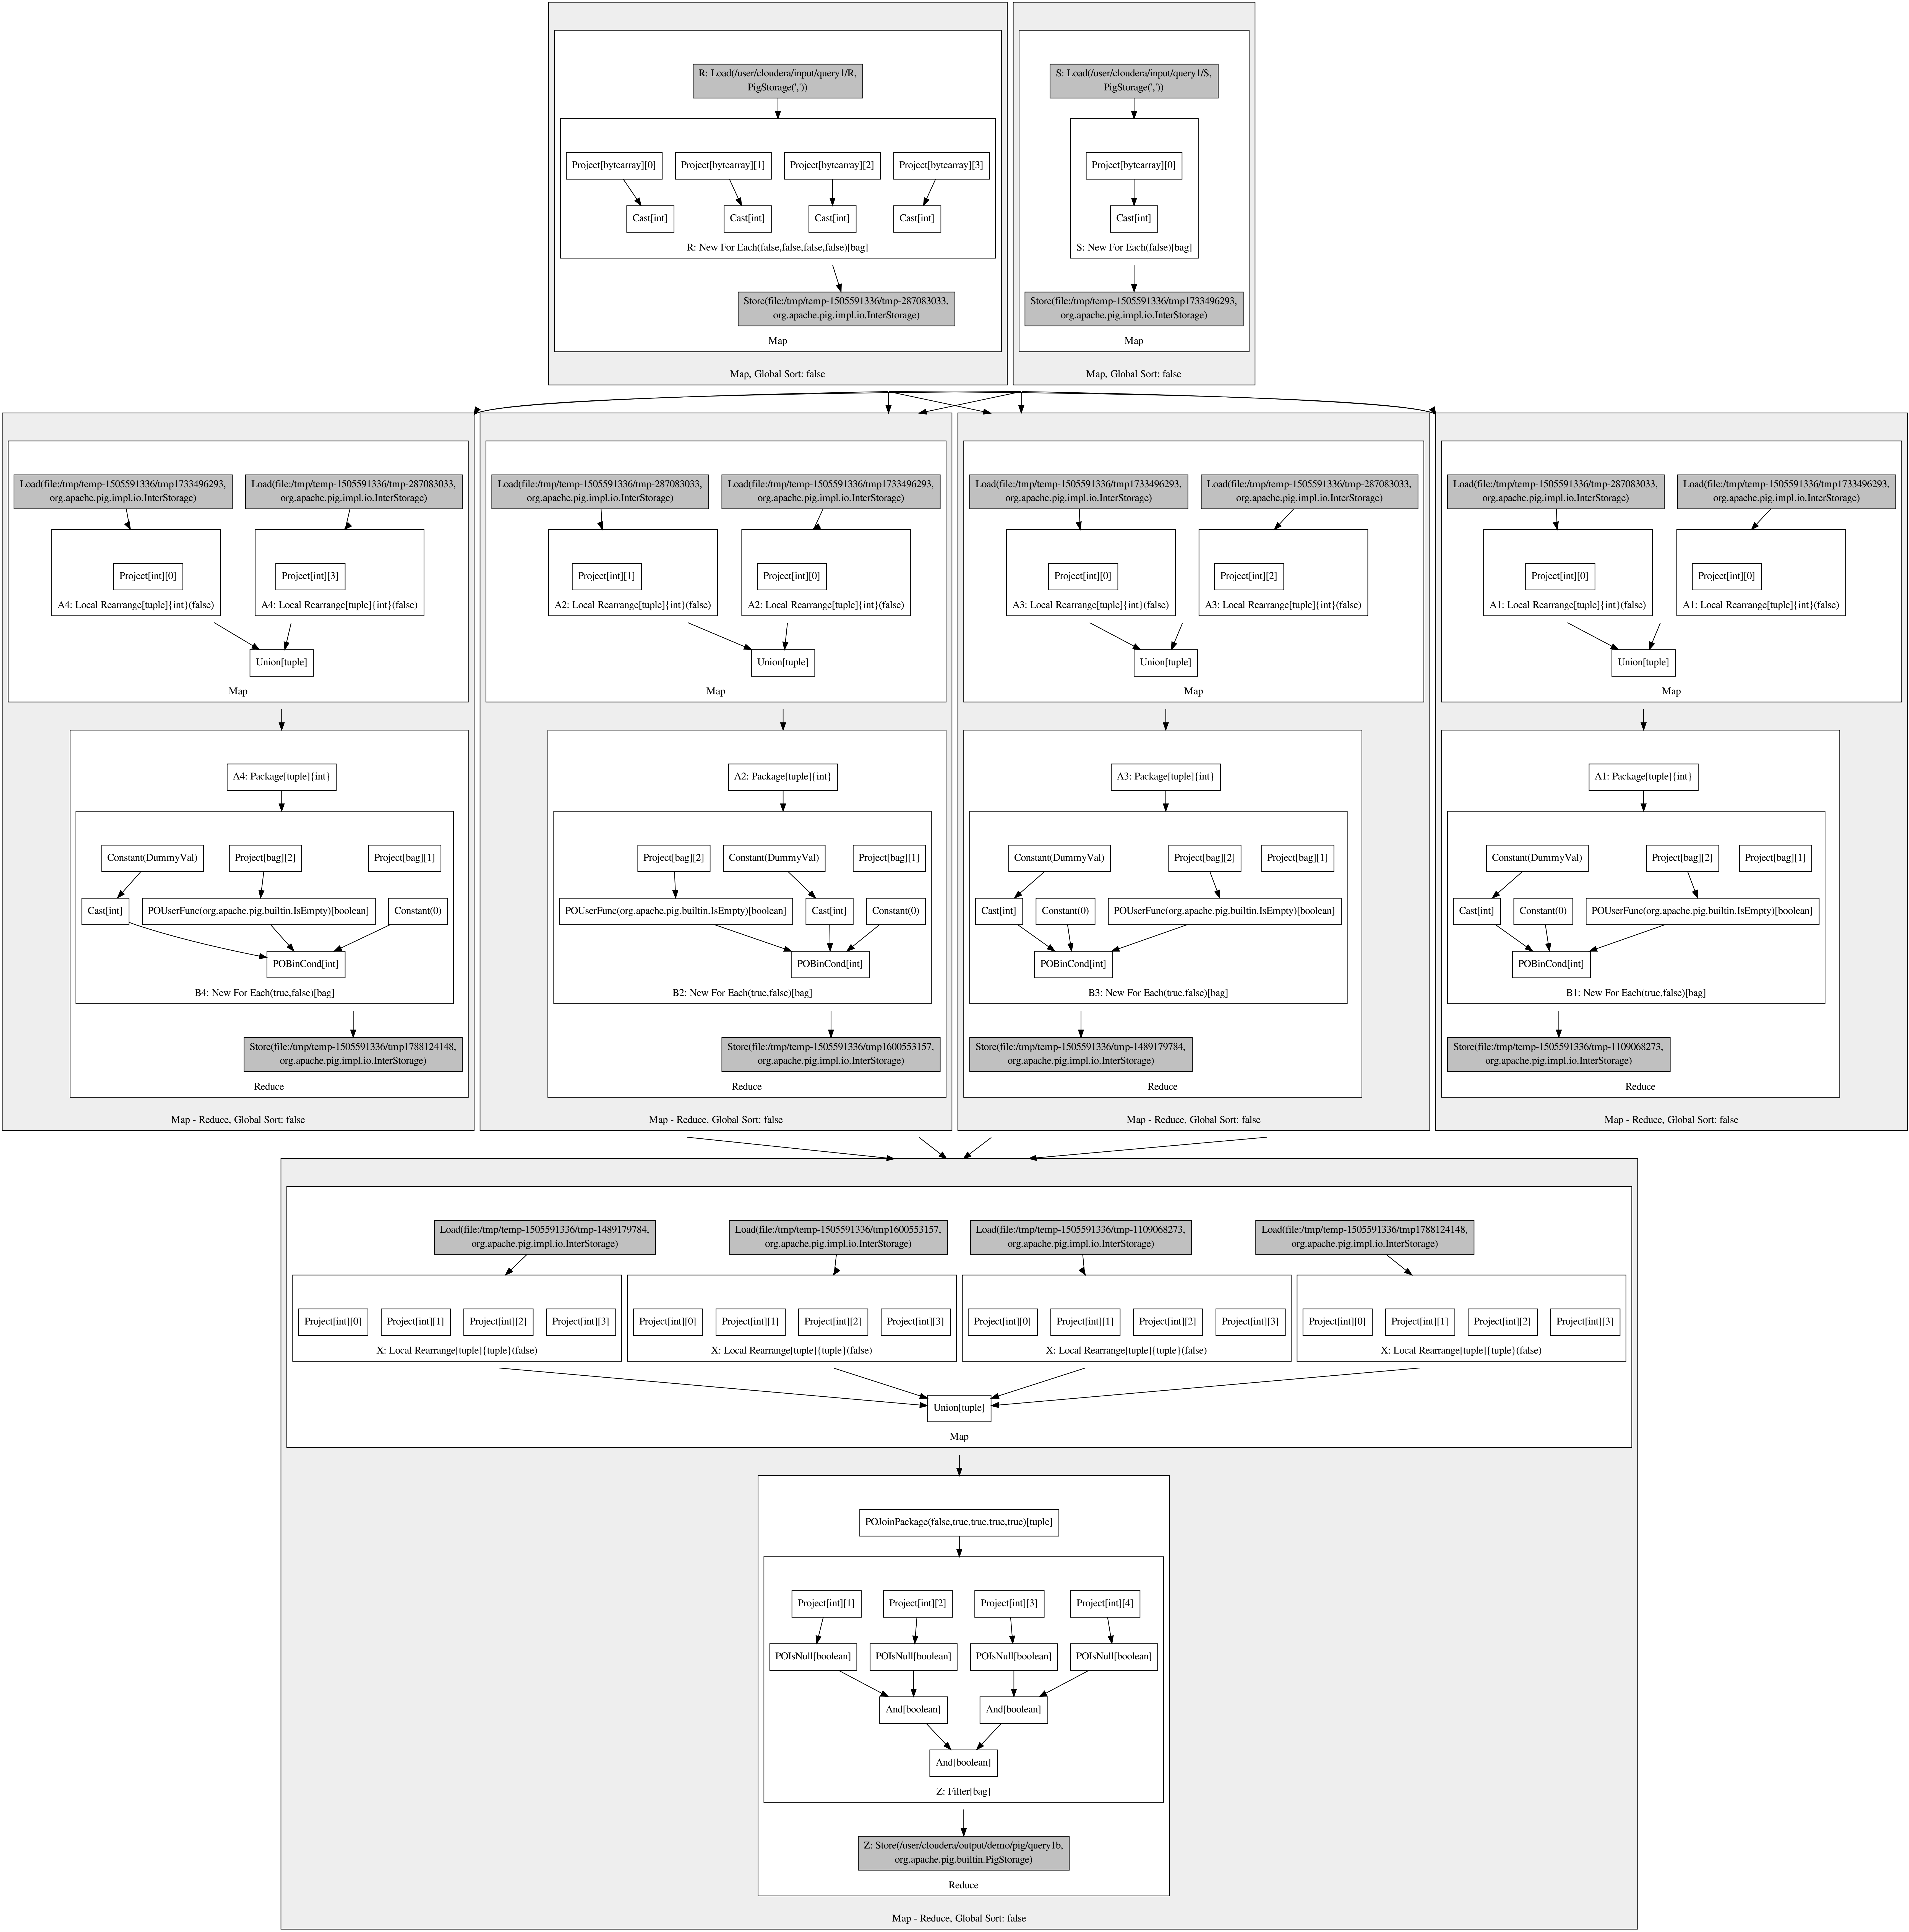 R: Load(/user/cloudera/input/query1/R,
PigStorage(','))
Project[bytearray][0]
Project[bytearray][1]
Project[bytearray][2]
Project[bytearray][3]
Cast[int]
Cast[int]
Cast[int]
Cast[int]
R: New For Each(false,false,false,false)[bag]
Store(file:/tmp/temp-1505591336/tmp-287083033,
org.apache.pig.impl.io.InterStorage)
Map
Map, Global Sort: false
S: Load(/user/cloudera/input/query1/S,
PigStorage(','))
Project[bytearray][0]
Cast[int]
S: New For Each(false)[bag]
Store(file:/tmp/temp-1505591336/tmp1733496293,
org.apache.pig.impl.io.InterStorage)
Map
Map, Global Sort: false
Load(file:/tmp/temp-1505591336/tmp1733496293,
org.apache.pig.impl.io.InterStorage)
Load(file:/tmp/temp-1505591336/tmp-287083033,
org.apache.pig.impl.io.InterStorage)
Project[int][0]
A4: Local Rearrange[tuple]{int}(false)
Project[int][3]
A4: Local Rearrange[tuple]{int}(false)
Union[tuple]
Map
A4: Package[tuple]{int}
Constant(DummyVal)
Project[bag][2]
Project[bag][1]
Cast[int]
POUserFunc(org.apache.pig.builtin.IsEmpty)[boolean]
Constant(0)
POBinCond[int]
B4: New For Each(true,false)[bag]
Store(file:/tmp/temp-1505591336/tmp1788124148,
org.apache.pig.impl.io.InterStorage)
Reduce
Map - Reduce, Global Sort: false
Load(file:/tmp/temp-1505591336/tmp-287083033,
org.apache.pig.impl.io.InterStorage)
Load(file:/tmp/temp-1505591336/tmp1733496293,
org.apache.pig.impl.io.InterStorage)
Project[int][1]
A2: Local Rearrange[tuple]{int}(false)
Project[int][0]
A2: Local Rearrange[tuple]{int}(false)
Union[tuple]
Map
A2: Package[tuple]{int}
Project[bag][2]
Constant(DummyVal)
Project[bag][1]
POUserFunc(org.apache.pig.builtin.IsEmpty)[boolean]
Cast[int]
Constant(0)
POBinCond[int]
B2: New For Each(true,false)[bag]
Store(file:/tmp/temp-1505591336/tmp1600553157,
org.apache.pig.impl.io.InterStorage)
Reduce
Map - Reduce, Global Sort: false
Load(file:/tmp/temp-1505591336/tmp1733496293,
org.apache.pig.impl.io.InterStorage)
Load(file:/tmp/temp-1505591336/tmp-287083033,
org.apache.pig.impl.io.InterStorage)
Project[int][0]
A3: Local Rearrange[tuple]{int}(false)
Project[int][2]
A3: Local Rearrange[tuple]{int}(false)
Union[tuple]
Map
A3: Package[tuple]{int}
Constant(DummyVal)
Project[bag][2]
Project[bag][1]
Cast[int]
Constant(0)
POUserFunc(org.apache.pig.builtin.IsEmpty)[boolean]
POBinCond[int]
B3: New For Each(true,false)[bag]
Store(file:/tmp/temp-1505591336/tmp-1489179784,
org.apache.pig.impl.io.InterStorage)
Reduce
Map - Reduce, Global Sort: false
Load(file:/tmp/temp-1505591336/tmp-287083033,
org.apache.pig.impl.io.InterStorage)
Load(file:/tmp/temp-1505591336/tmp1733496293,
org.apache.pig.impl.io.InterStorage)
Project[int][0]
A1: Local Rearrange[tuple]{int}(false)
Project[int][0]
A1: Local Rearrange[tuple]{int}(false)
Union[tuple]
Map
A1: Package[tuple]{int}
Constant(DummyVal)
Project[bag][2]
Project[bag][1]
Cast[int]
Constant(0)
POUserFunc(org.apache.pig.builtin.IsEmpty)[boolean]
POBinCond[int]
B1: New For Each(true,false)[bag]
Store(file:/tmp/temp-1505591336/tmp-1109068273,
org.apache.pig.impl.io.InterStorage)
Reduce
Map - Reduce, Global Sort: false
Load(file:/tmp/temp-1505591336/tmp-1489179784,
org.apache.pig.impl.io.InterStorage)
Load(file:/tmp/temp-1505591336/tmp1600553157,
org.apache.pig.impl.io.InterStorage)
Load(file:/tmp/temp-1505591336/tmp-1109068273,
org.apache.pig.impl.io.InterStorage)
Load(file:/tmp/temp-1505591336/tmp1788124148,
org.apache.pig.impl.io.InterStorage)
Project[int][0]
Project[int][1]
Project[int][2]
Project[int][3]
X: Local Rearrange[tuple]{tuple}(false)
Project[int][0]
Project[int][1]
Project[int][2]
Project[int][3]
X: Local Rearrange[tuple]{tuple}(false)
Project[int][0]
Project[int][1]
Project[int][2]
Project[int][3]
X: Local Rearrange[tuple]{tuple}(false)
Project[int][0]
Project[int][1]
Project[int][2]
Project[int][3]
X: Local Rearrange[tuple]{tuple}(false)
Union[tuple]
Map
POJoinPackage(false,true,true,true,true)[tuple]
Project[int][1]
Project[int][2]
Project[int][3]
Project[int][4]
POIsNull[boolean]
POIsNull[boolean]
POIsNull[boolean]
POIsNull[boolean]
And[boolean]
And[boolean]
And[boolean]
Z: Filter[bag]
Z: Store(/user/cloudera/output/demo/pig/query1b,
org.apache.pig.builtin.PigStorage)
Reduce
Map - Reduce, Global Sort: false